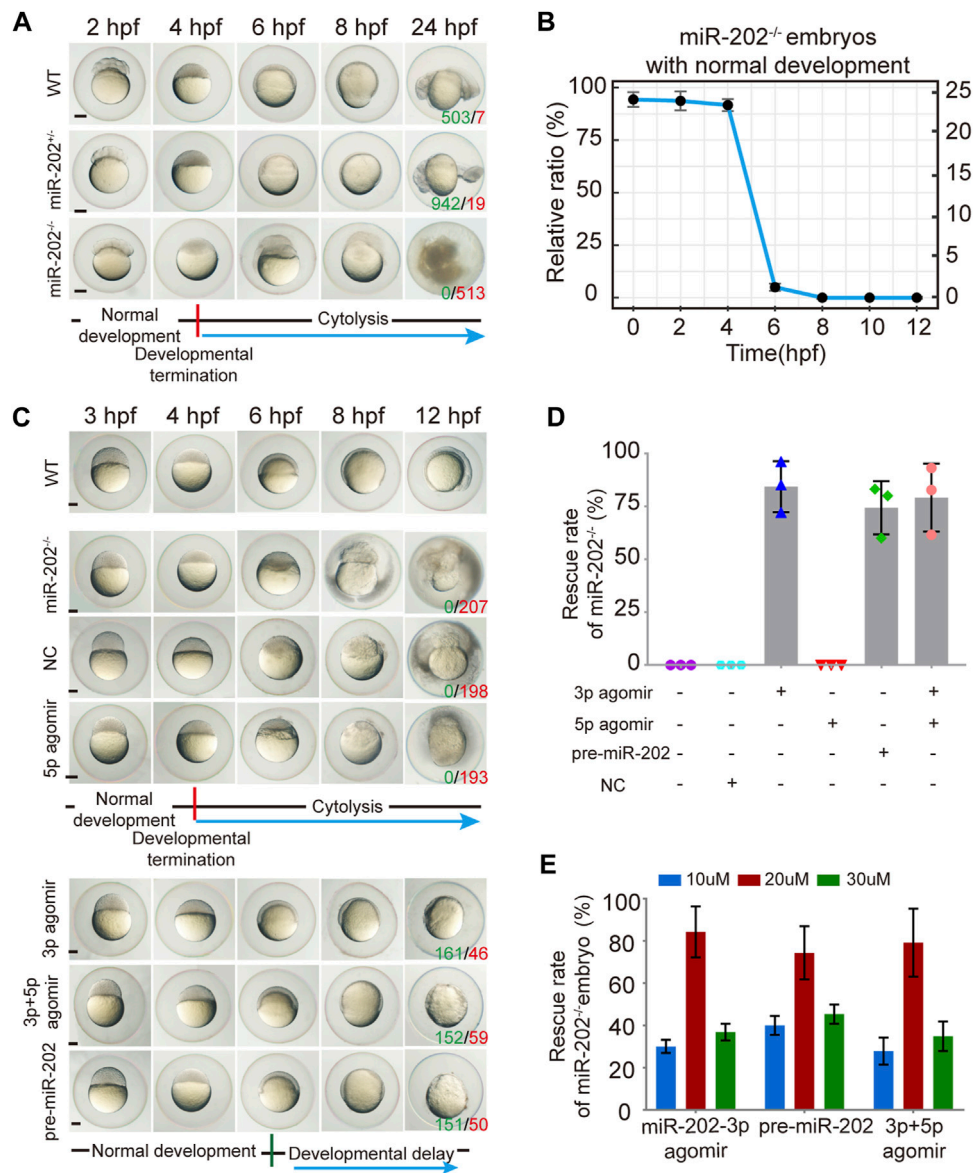 A
2 hpf 4 hpf 6 hpf 8 hpf 24 hpf
WT
503/7
miR-202+/-
942/19
miR-202-/-
0/513
Normal development
Cytolysis
Developmental termination
B
miR-202-/- embryos
with normal development
Relative ratio (%)
100
75
50
25
0
25
20
15
10
5
0
0 2 4 6 8 10 12
Time(hpf)
C
3 hpf 4 hpf 6 hpf 8 hpf 12 hpf
WT
miR-202-/-
0/207
NC
0/198
5p agomir
0/193
Normal development
Cytolysis
Developmental termination
3p agomir
161/46
3p+5p agomir
152/59
pre-miR-202
151/50
Normal development
Developmental delay
D
Rescue rate
of miR-202-/- (%)
100
75
50
25
0
3p agomir - - + - - +
5p agomir - - - + - +
pre-miR-202 - - - - + -
NC - + - - - -
E
10uM 20uM 30uM
Rescue rate
of miR-202-/-embryo (%)
100
80
60
40
20
0
miR-202-3p agomir
pre-miR-202
3p+5p agomir